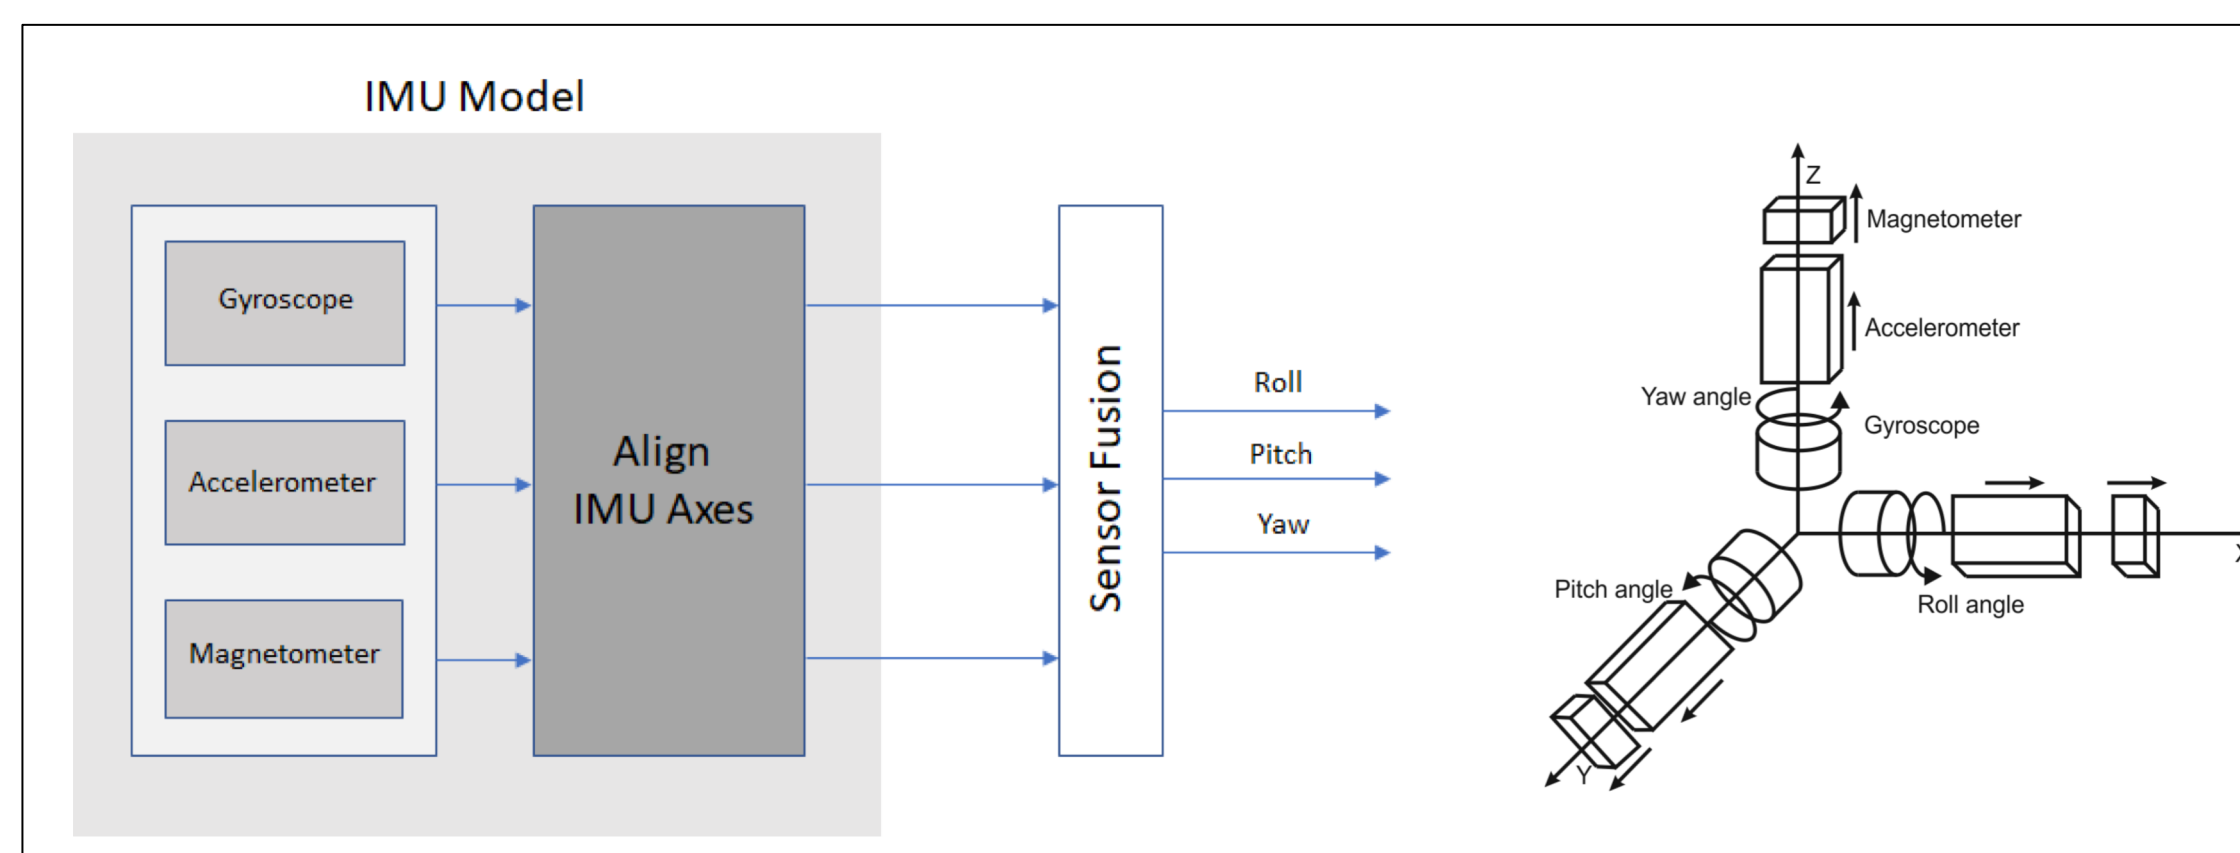 IMU Model
Gyroscope
Accelerometer
Magnetometer
Align
IMU Axes
Sensor Fusion
Roll
Pitch
Yaw
Z
Magnetometer
Accelerometer
Yaw angle
Gyroscope
Pitch angle
Roll angle
Y